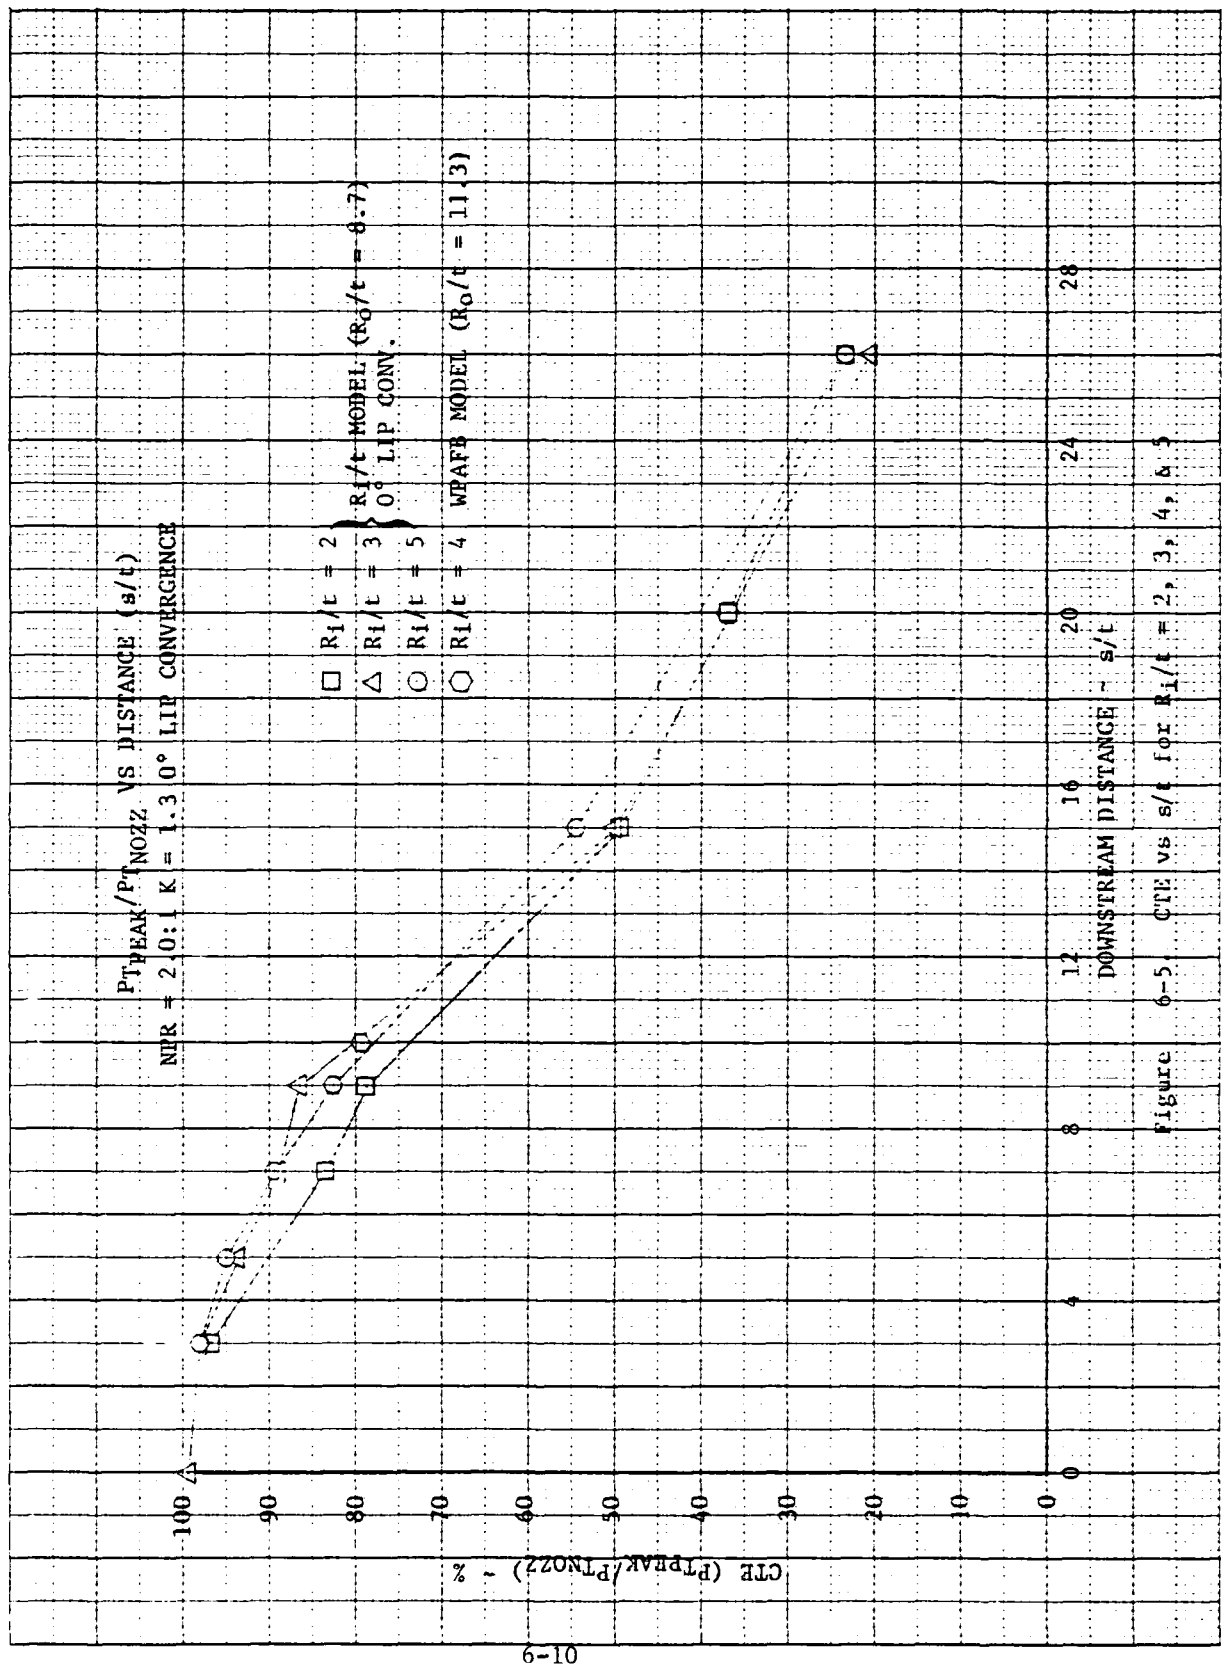 PTPEAK/PTNOZZ VS DISTANCE (s/t)
NPR = 2.0:1 K = 1.3 0° LIP CONVERGENCE
□ Ri/t = 2
△ Ri/t = 3
○ Ri/t = 5
Ri/t MODEL (Ro/t = 8.7)
0° LIP CONV.
⬡ Ri/t = 4 WPAFB MODEL (Ro/t = 11.3)
CTE (PTPEAK/PTNOZZ) ~ %
100
90
80
70
60
50
40
30
20
10
0
0 4 8 12 16 20 24 28
DOWNSTREAM DISTANCE ~ s/t
Figure 6-5. CTE vs s/t for Ri/t = 2, 3, 4, & 5
6-10